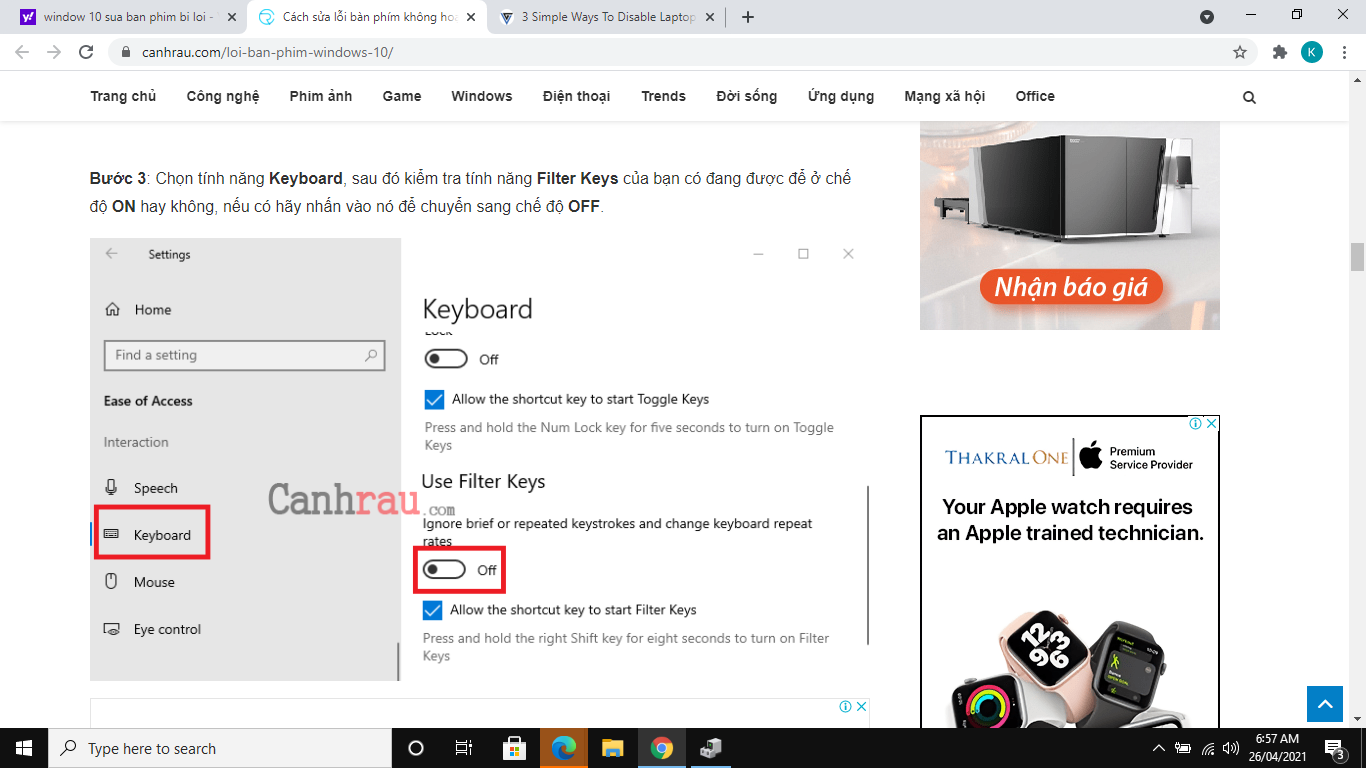 window 10 sua ban phim bi loi -
Cách sửa lỗi bàn phím không hoạ
3 Simple Ways To Disable Laptop
canhrau.com/loi-ban-phim-windows-10/
K
Trang chủ Công nghệ Phim ảnh Game Windows Điện thoại Trends Đời sống Ứng dụng Mạng xã hội Office
Bước 3: Chọn tính năng Keyboard, sau đó kiểm tra tính năng Filter Keys của bạn có đang được để ở chế
độ ON hay không, nếu có hãy nhấn vào nó để chuyển sang chế độ OFF.
Settings
Home
Find a setting
Ease of Access
Interaction
Speech
Keyboard
Mouse
Eye control
Keyboard
Lock
Off
Allow the shortcut key to start Toggle Keys
Press and hold the Num Lock key for five seconds to turn on Toggle
Keys
Use Filter Keys
Canhrau.com
Ignore brief or repeated keystrokes and change keyboard repeat
rates
Off
Allow the shortcut key to start Filter Keys
Press and hold the right Shift key for eight seconds to turn on Filter
Keys
Nhận báo giá
THAKRAL ONE
Premium
Service Provider
Your Apple watch requires
an Apple trained technician.
12
36
96
Type here to search
6:57 AM
26/04/2021
3